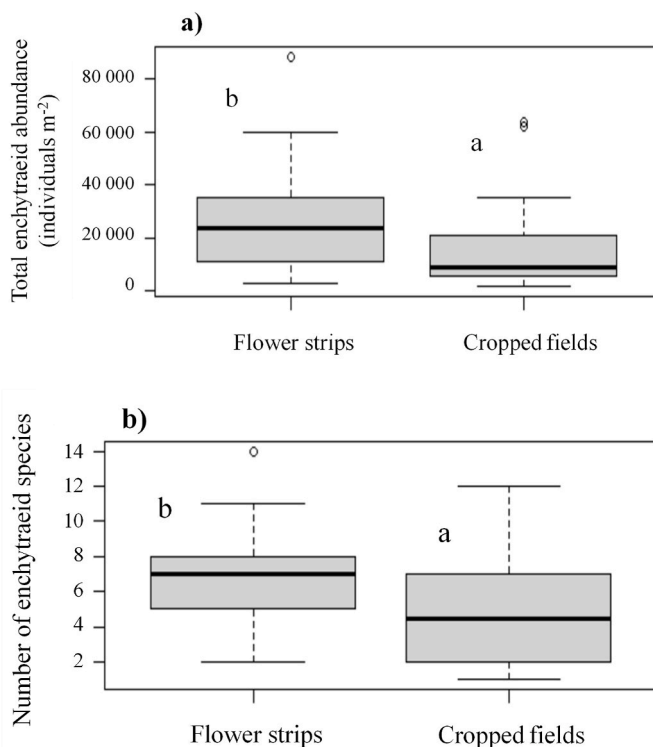 a)
Total enchytraeid abundance
((individuals m-2)
80 000
60 000
40 000
20 000
0
b
a
Flower strips
Cropped fields
b)
Number of enchytraeid species
14
12
10
8
6
4
2
b
a
Flower strips
Cropped fields